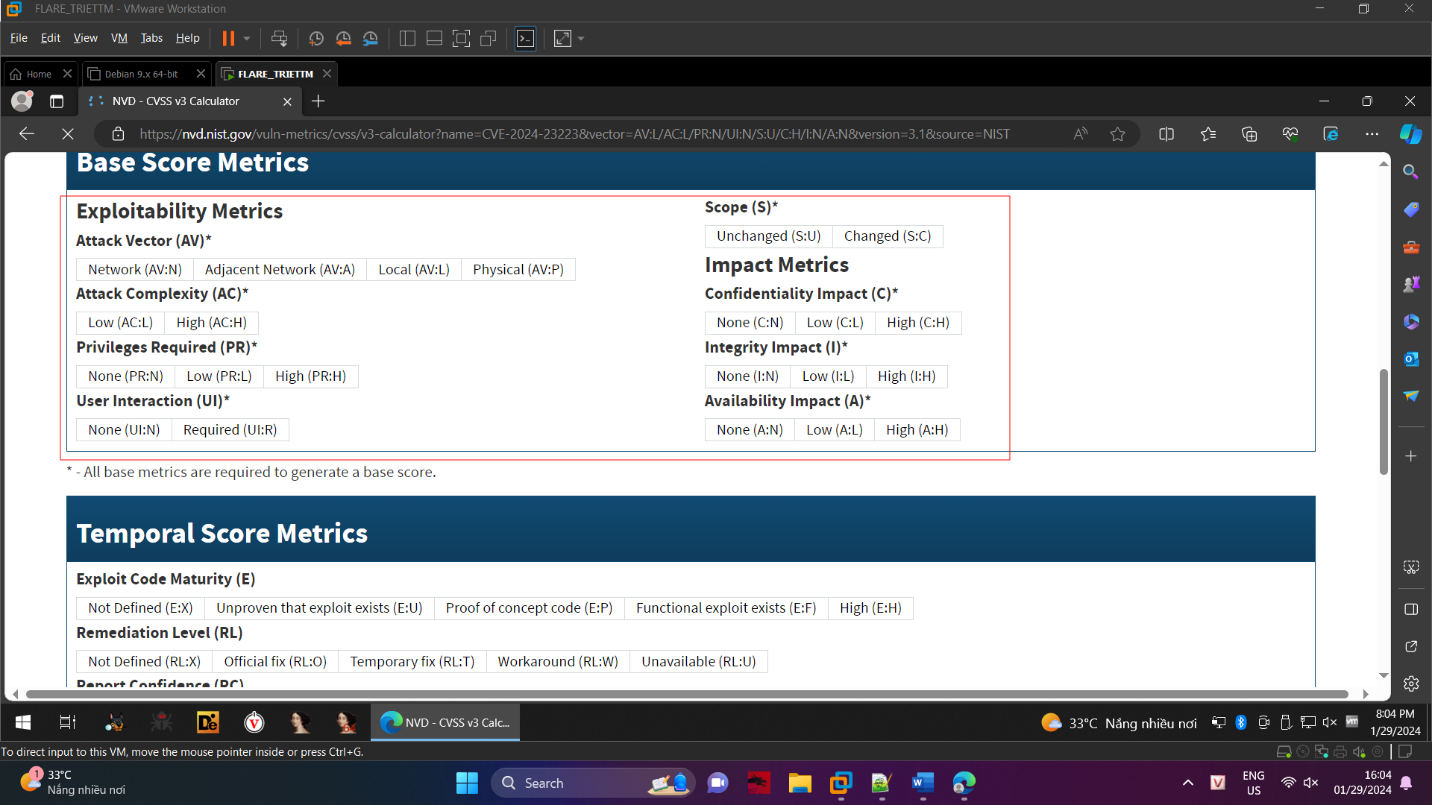 FLARE_TRIETTM - VMware Workstation
File Edit View VM Tabs Help
Home Debian 9.x 64-bit FLARE_TRIETTM
NVD - CVSS v3 Calculator
https://nvd.nist.gov/vuln-metrics/cvss/v3-calculator?name=CVE-2024-23223&vector=AV:L/AC:L/PR:N/UI:N/S:U/C:H/I:N/A:N&version=3.1&source=NIST
Base Score Metrics
Exploitability Metrics
Attack Vector (AV)*
Network (AV:N) Adjacent Network (AV:A) Local (AV:L) Physical (AV:P)
Attack Complexity (AC)*
Low (AC:L) High (AC:H)
Privileges Required (PR)*
None (PR:N) Low (PR:L) High (PR:H)
User Interaction (UI)*
None (UI:N) Required (UI:R)
Scope (S)*
Unchanged (S:U) Changed (S:C)
Impact Metrics
Confidentiality Impact (C)*
None (C:N) Low (C:L) High (C:H)
Integrity Impact (I)*
None (I:N) Low (I:L) High (I:H)
Availability Impact (A)*
None (A:N) Low (A:L) High (A:H)
* - All base metrics are required to generate a base score.
Temporal Score Metrics
Exploit Code Maturity (E)
Not Defined (E:X) Unproven that exploit exists (E:U) Proof of concept code (E:P) Functional exploit exists (E:F) High (E:H)
Remediation Level (RL)
Not Defined (RL:X) Official fix (RL:O) Temporary fix (RL:T) Workaround (RL:W) Unavailable (RL:U)
Report Confidence (RC)
NVD - CVSS v3 Calc...
33°C Nắng nhiều nơi
8:04 PM
1/29/2024
To direct input to this VM, move the mouse pointer inside or press Ctrl+G.
1
33°C
Nắng nhiều nơi
Search
ENG
US
16:04
01/29/2024